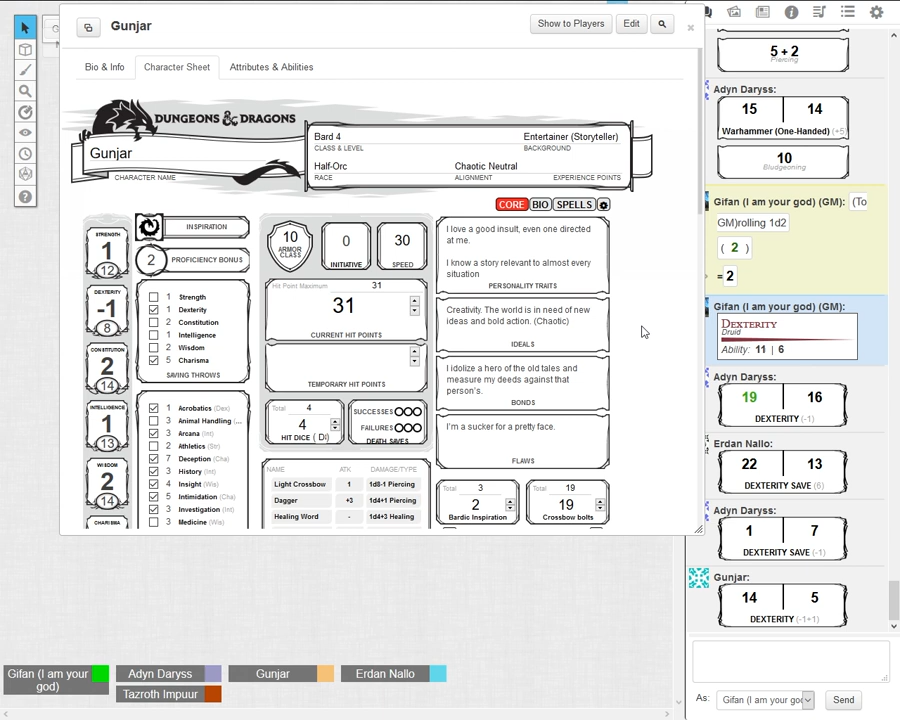 Gunjar
Show to Players
Edit
Bio & Info
Character Sheet
Attributes & Abilities
DUNGEONS & DRAGONS
Gunjar
CHARACTER NAME
Bard 4
CLASS & LEVEL
Entertainer (Storyteller)
BACKGROUND
Half-Orc
RACE
Chaotic Neutral
ALIGNMENT
EXPERIENCE POINTS
CORE
BIO
SPELLS
STRENGTH
1
12
DEXTERITY
-1
8
CONSTITUTION
2
14
INTELLIGENCE
1
13
WISDOM
2
14
CHARISMA
INSPIRATION
2
PROFICIENCY BONUS
1 Strength
1 Dexterity
2 Constitution
1 Intelligence
2 Wisdom
5 Charisma
SAVING THROWS
1 Acrobatics (Dex)
3 Animal Handling (...
3 Arcana (Int)
2 Athletics (Str)
7 Deception (Cha)
3 History (Int)
4 Insight (Wis)
5 Intimidation (Cha)
3 Investigation (Int)
3 Medicine (Wis)
10
ARMOR
CLASS
0
INITIATIVE
30
SPEED
Hit Point Maximum 31
31
CURRENT HIT POINTS
TEMPORARY HIT POINTS
Total 4
4
HIT DICE
SUCCESSES
FAILURES
DEATH SAVES
NAME ATK DAMAGE/TYPE
Light Crossbow 1 1d8-1 Piercing
Dagger +3 1d4+1 Piercing
Healing Word - 1d4+3 Healing
I love a good insult, even one directed
at me.
I know a story relevant to almost every
situation
PERSONALITY TRAITS
Creativity. The world is in need of new
ideas and bold action. (Chaotic)
IDEALS
I idolize a hero of the old tales and
measure my deeds against that
person's.
BONDS
I'm a sucker for a pretty face.
FLAWS
Total 3
2
Bardic Inspiration
Total 19
19
Crossbow bolts
5 + 2
Piercing
Adyn Daryss:
15 14
Warhammer (One-Handed) (+5)
10
Bludgeoning
Gifan (I am your god) (GM): (To
GM)rolling 1d2
( 2 )
= 2
Gifan (I am your god) (GM):
DEXTERITY
Druid
Ability: 11 | 6
Adyn Daryss:
19 16
DEXTERITY (-1)
Erdan Nallo:
22 13
DEXTERITY SAVE (6)
Adyn Daryss:
1 7
DEXTERITY SAVE (-1)
Gunjar:
14 5
DEXTERITY (-1+1)
As:
Gifan (I am your god
Send
Gifan (I am your
god)
Adyn Daryss
Gunjar
Erdan Nallo
Tazroth Impuur